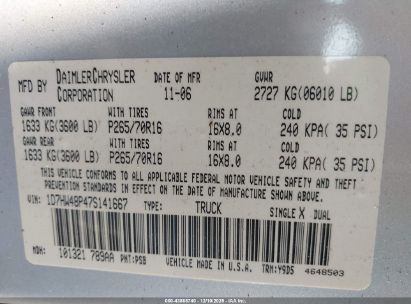 MFD BY DAIMLERCHRYSLER CORPORATION
DATE OF MFR 11-06
GVWR 2727 KG(06010 LB)
GAWR FRONT WITH TIRES RIMS AT COLD
1633 KG(3600 LB) P265/70R16 16X8.0 240 KPA( 35 PSI)
GAWR REAR WITH TIRES RIMS AT COLD
1633 KG(3600 LB) P265/70R16 16X8.0 240 KPA( 35 PSI)
THIS VEHICLE CONFORMS TO ALL APPLICABLE FEDERAL MOTOR VEHICLE SAFETY AND THEFT
PREVENTION STANDARDS IN EFFECT ON THE DATE OF MANUFACTURE SHOWN ABOVE.
VIN: 1D7HW48P47S141667 TYPE: TRUCK SINGLE X DUAL
MDH: 101321 789AA PNT:PSB VEHICLE MADE IN U.S.A. TRM:Y9D5
4648503